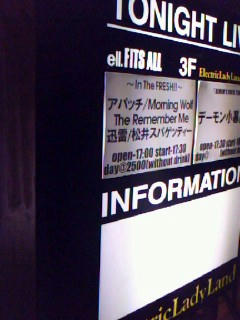 TONIGHT LIV
ell.FITS ALL 3F
ElectricLadyLand
～In The FRESH!!～
アパッチ/Morning Wolf
The Remember Me
迅雷/松井スパゲッティー
open-17:00 start-17:30
day@2500(without drink)
デーモン小暮
INFORMATION
ectricLadyLand